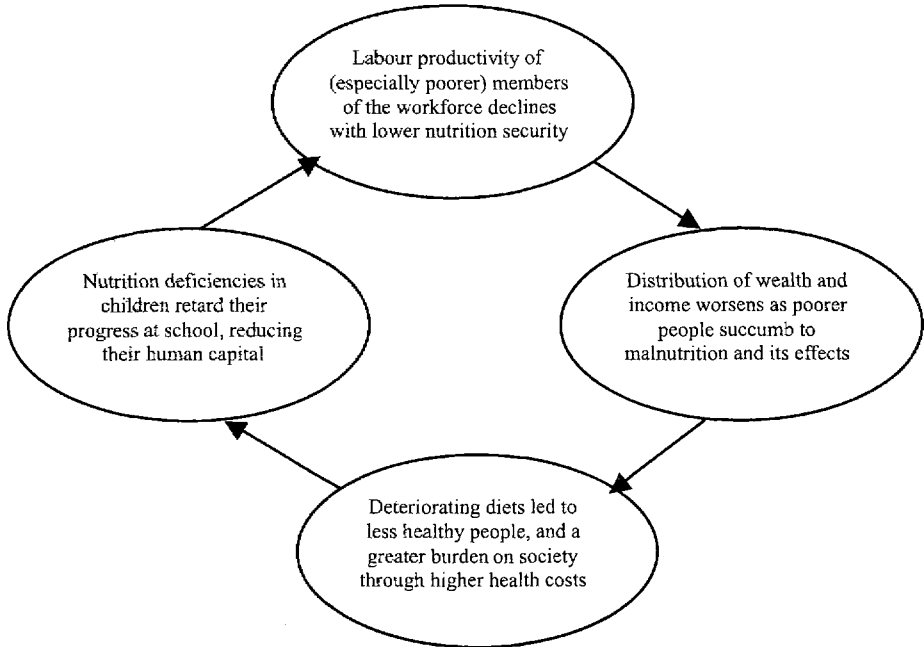 Labour productivity of
(especially poorer) members
of the workforce declines
with lower nutrition security
Distribution of wealth and
income worsens as poorer
people succumb to
malnutrition and its effects
Deteriorating diets led to
less healthy people, and a
greater burden on society
through higher health costs
Nutrition deficiencies in
children retard their
progress at school, reducing
their human capital